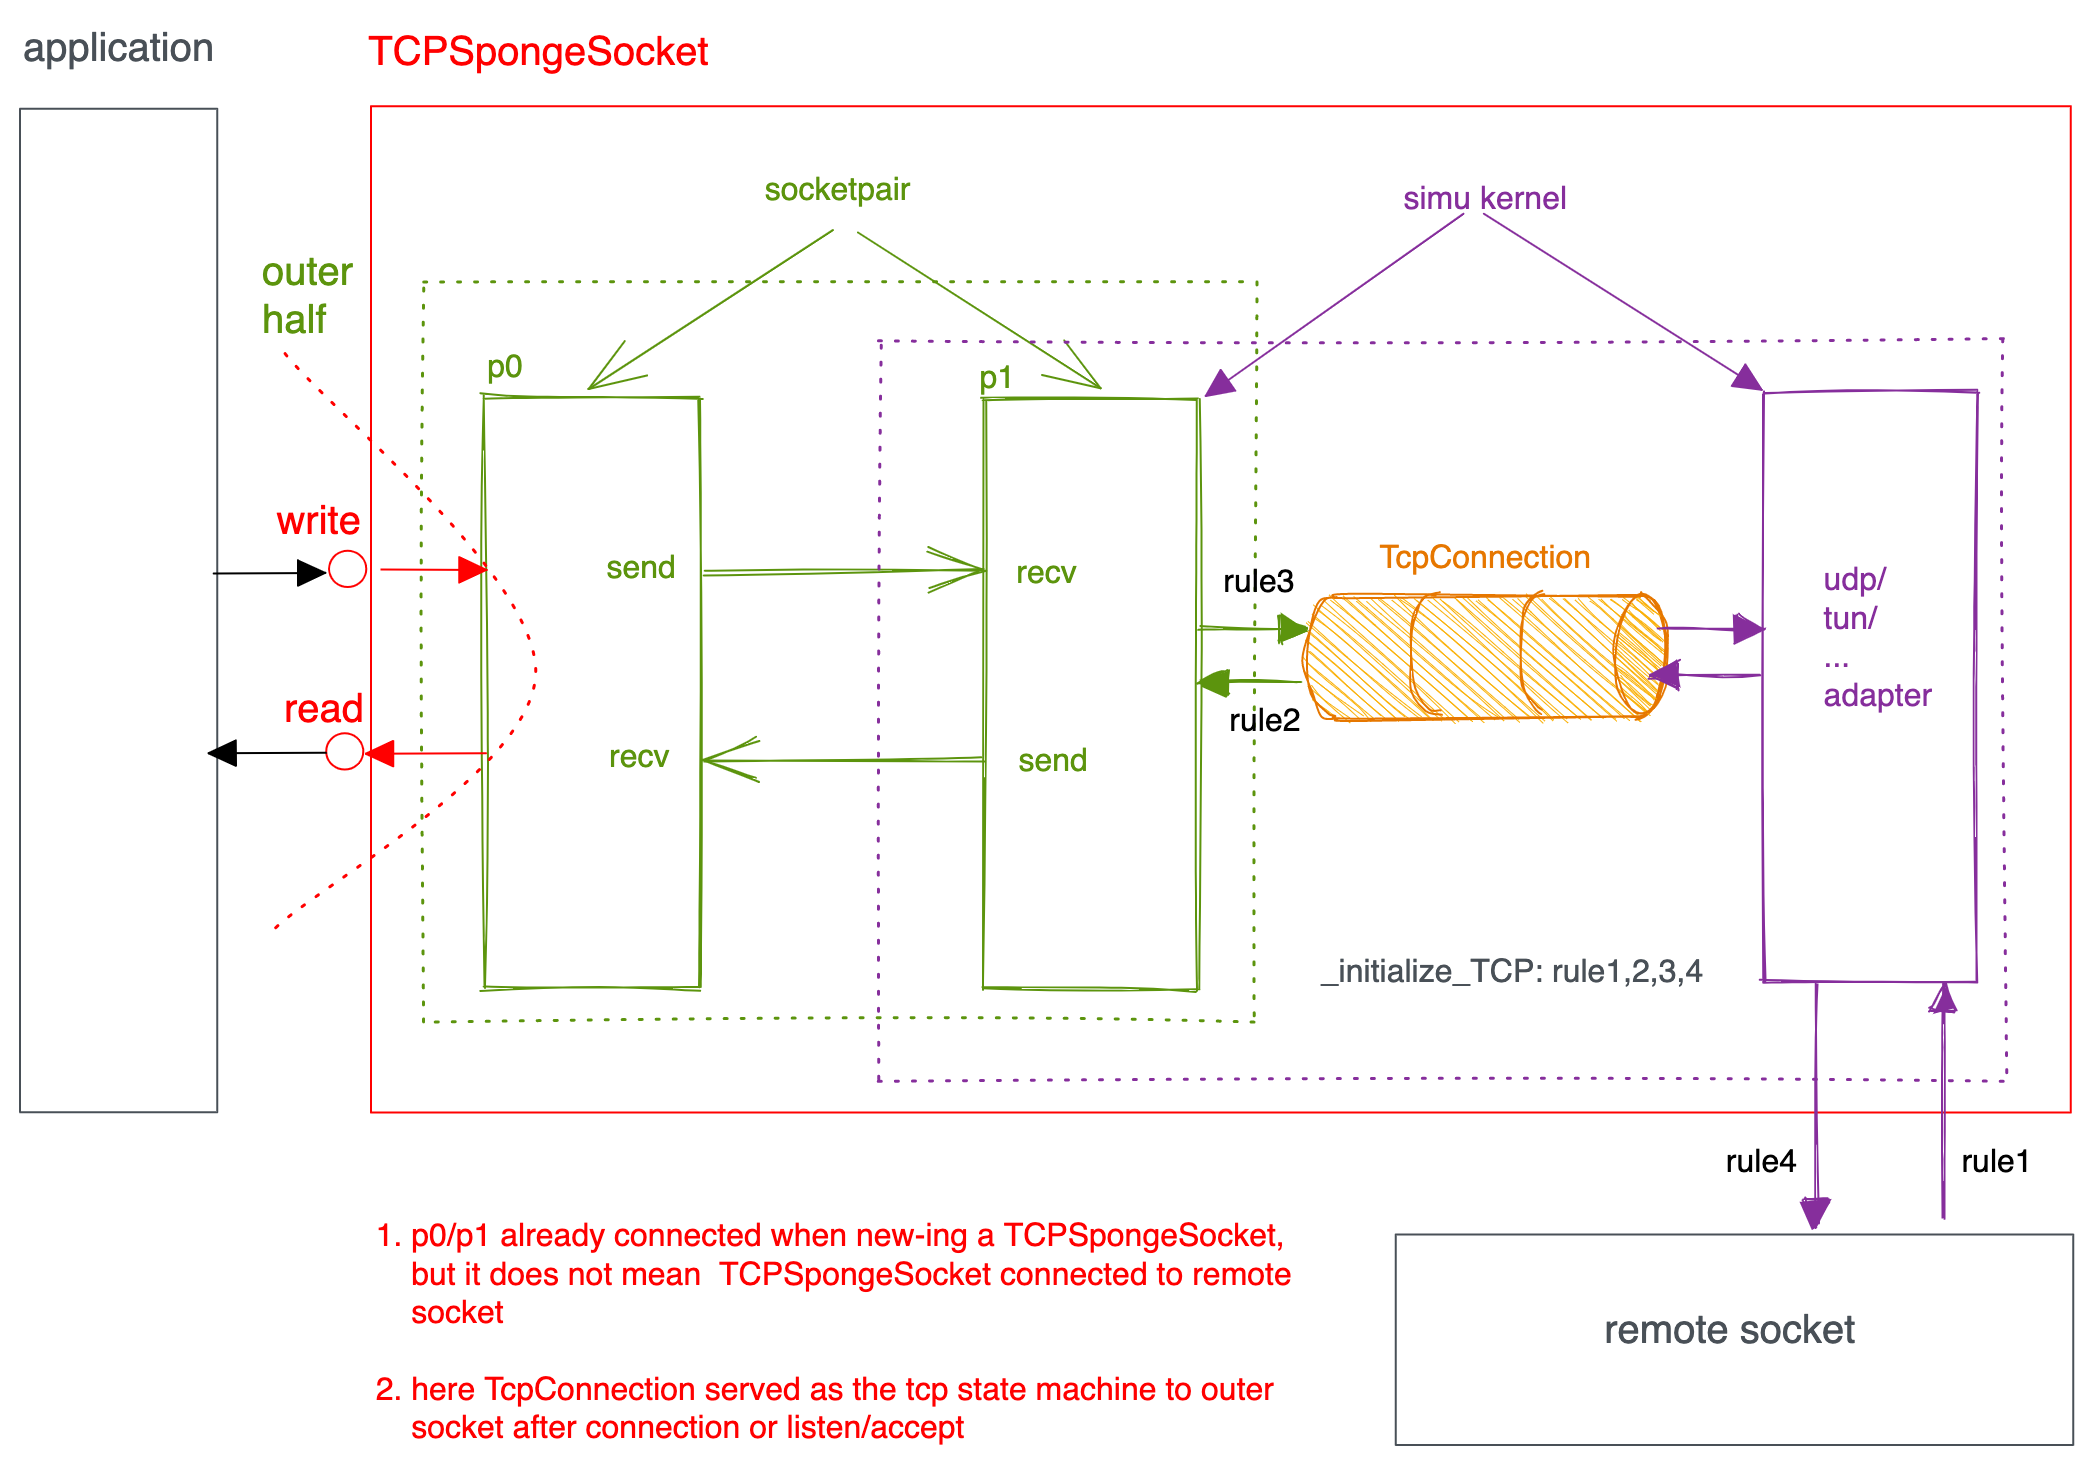 application
TCPSpongeSocket
socketpair
simu kernel
outer
half
p0
p1
write
send
recv
rule3
TcpConnection
udp/
tun/
...
adapter
read
rule2
recv
send
_initialize_TCP: rule1,2,3,4
rule4
rule1
1. p0/p1 already connected when new-ing a TCPSpongeSocket,
but it does not mean  TCPSpongeSocket connected to remote
socket
remote socket
2. here TcpConnection served as the tcp state machine to outer
socket after connection or listen/accept